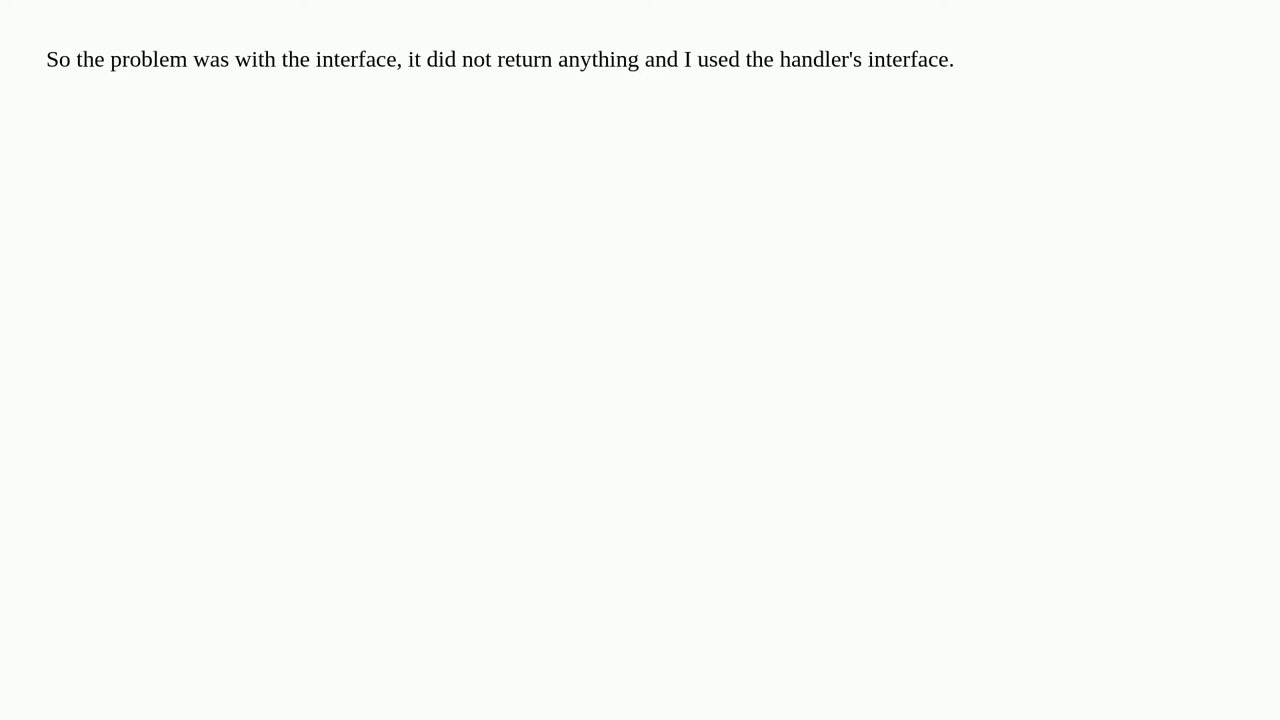 So the problem was with the interface, it did not return anything and I used the handler's interface.